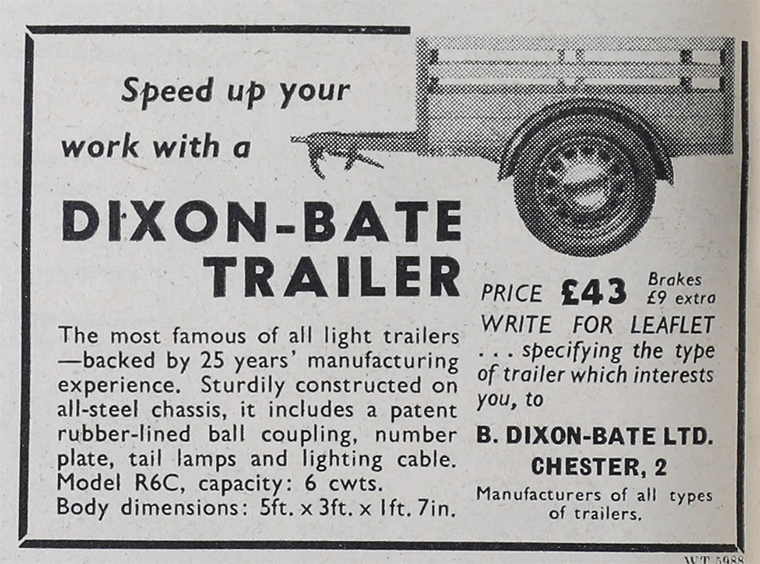 Speed up your
work with a
DIXON-BATE
TRAILER
The most famous of all light trailers
—backed by 25 years' manufacturing
experience. Sturdily constructed on
all-steel chassis, it includes a patent
rubber-lined ball coupling, number
plate, tail lamps and lighting cable.
Model R6C, capacity: 6 cwts.
Body dimensions: 5ft. x 3ft. x 1ft. 7in.
PRICE £43 Brakes
£9 extra
WRITE FOR LEAFLET
. . . specifying the type
of trailer which interests
you, to
B. DIXON-BATE LTD.
CHESTER, 2
Manufacturers of all types
of trailers.
WT 5988